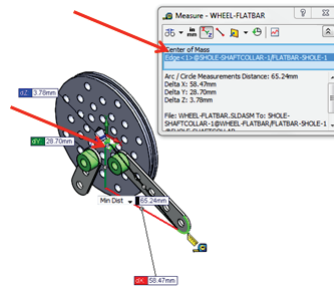 Measure - WHEEL-FLATBAR
in
mm
Center of Mass
Edge<1>@SHOLE-SHAFTCOLLAR-1/FLATBAR-SHOLE-1
Arc / Circle Measurements Distance: 65.24mm
Delta X: 58.47mm
Delta Y: 28.70mm
Delta Z: 3.78mm
File: WHEEL-FLATBAR.SLDASM To: SHOLE-
SHAFTCOLLAR-1@WHEEL-FLATBAR/FLATBAR-SHOLE-1
dZ: 3.78mm
dY: 28.70mm
Min Dist
65.24mm
dX: 58.47mm